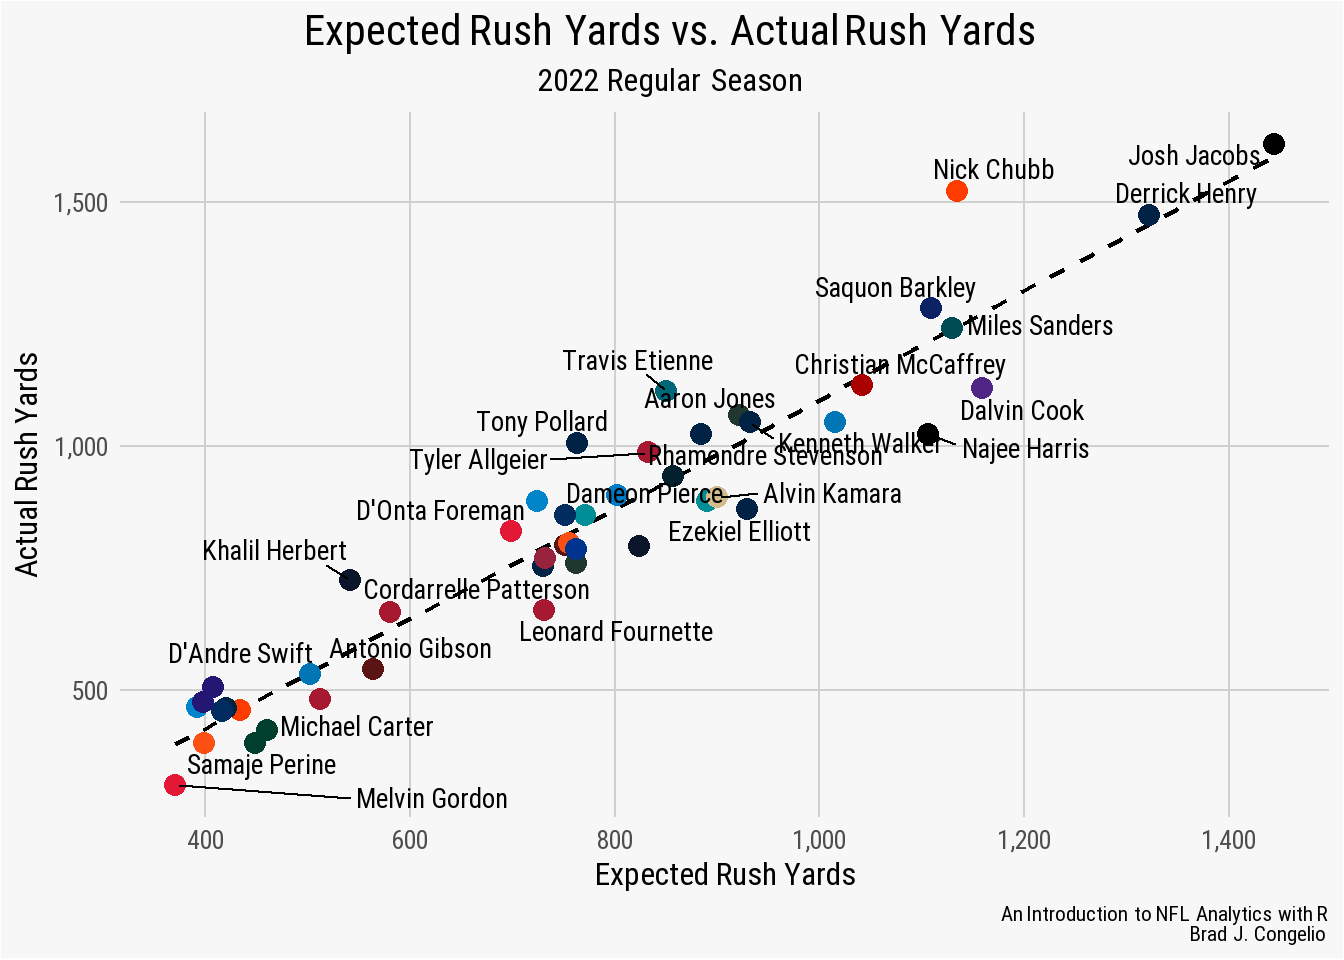 Expected Rush Yards vs. Actual Rush Yards
2022 Regular Season
Josh Jacobs
Nick Chubb
Derrick Henry
1,500
Saquon Barkley
Miles Sanders
Travis Etienne
Christian McCaffrey
Aaron Jones
Dalvin Cook
Tony Pollard
1,000
Kenneth Walker
Najee Harris
Tyler Allgeier
Rhamondre Stevenson
Dameon Pierce
Alvin Kamara
D'Onta Foreman
Ezekiel Elliott
Khalil Herbert
Cordarrelle Patterson
Leonard Fournette
D'Andre Swift
Antonio Gibson
500
Michael Carter
Samaje Perine
Melvin Gordon
Actual Rush Yards
400 600 800 1,000 1,200 1,400
Expected Rush Yards
An Introduction to NFL Analytics with R
Brad J. Congelio